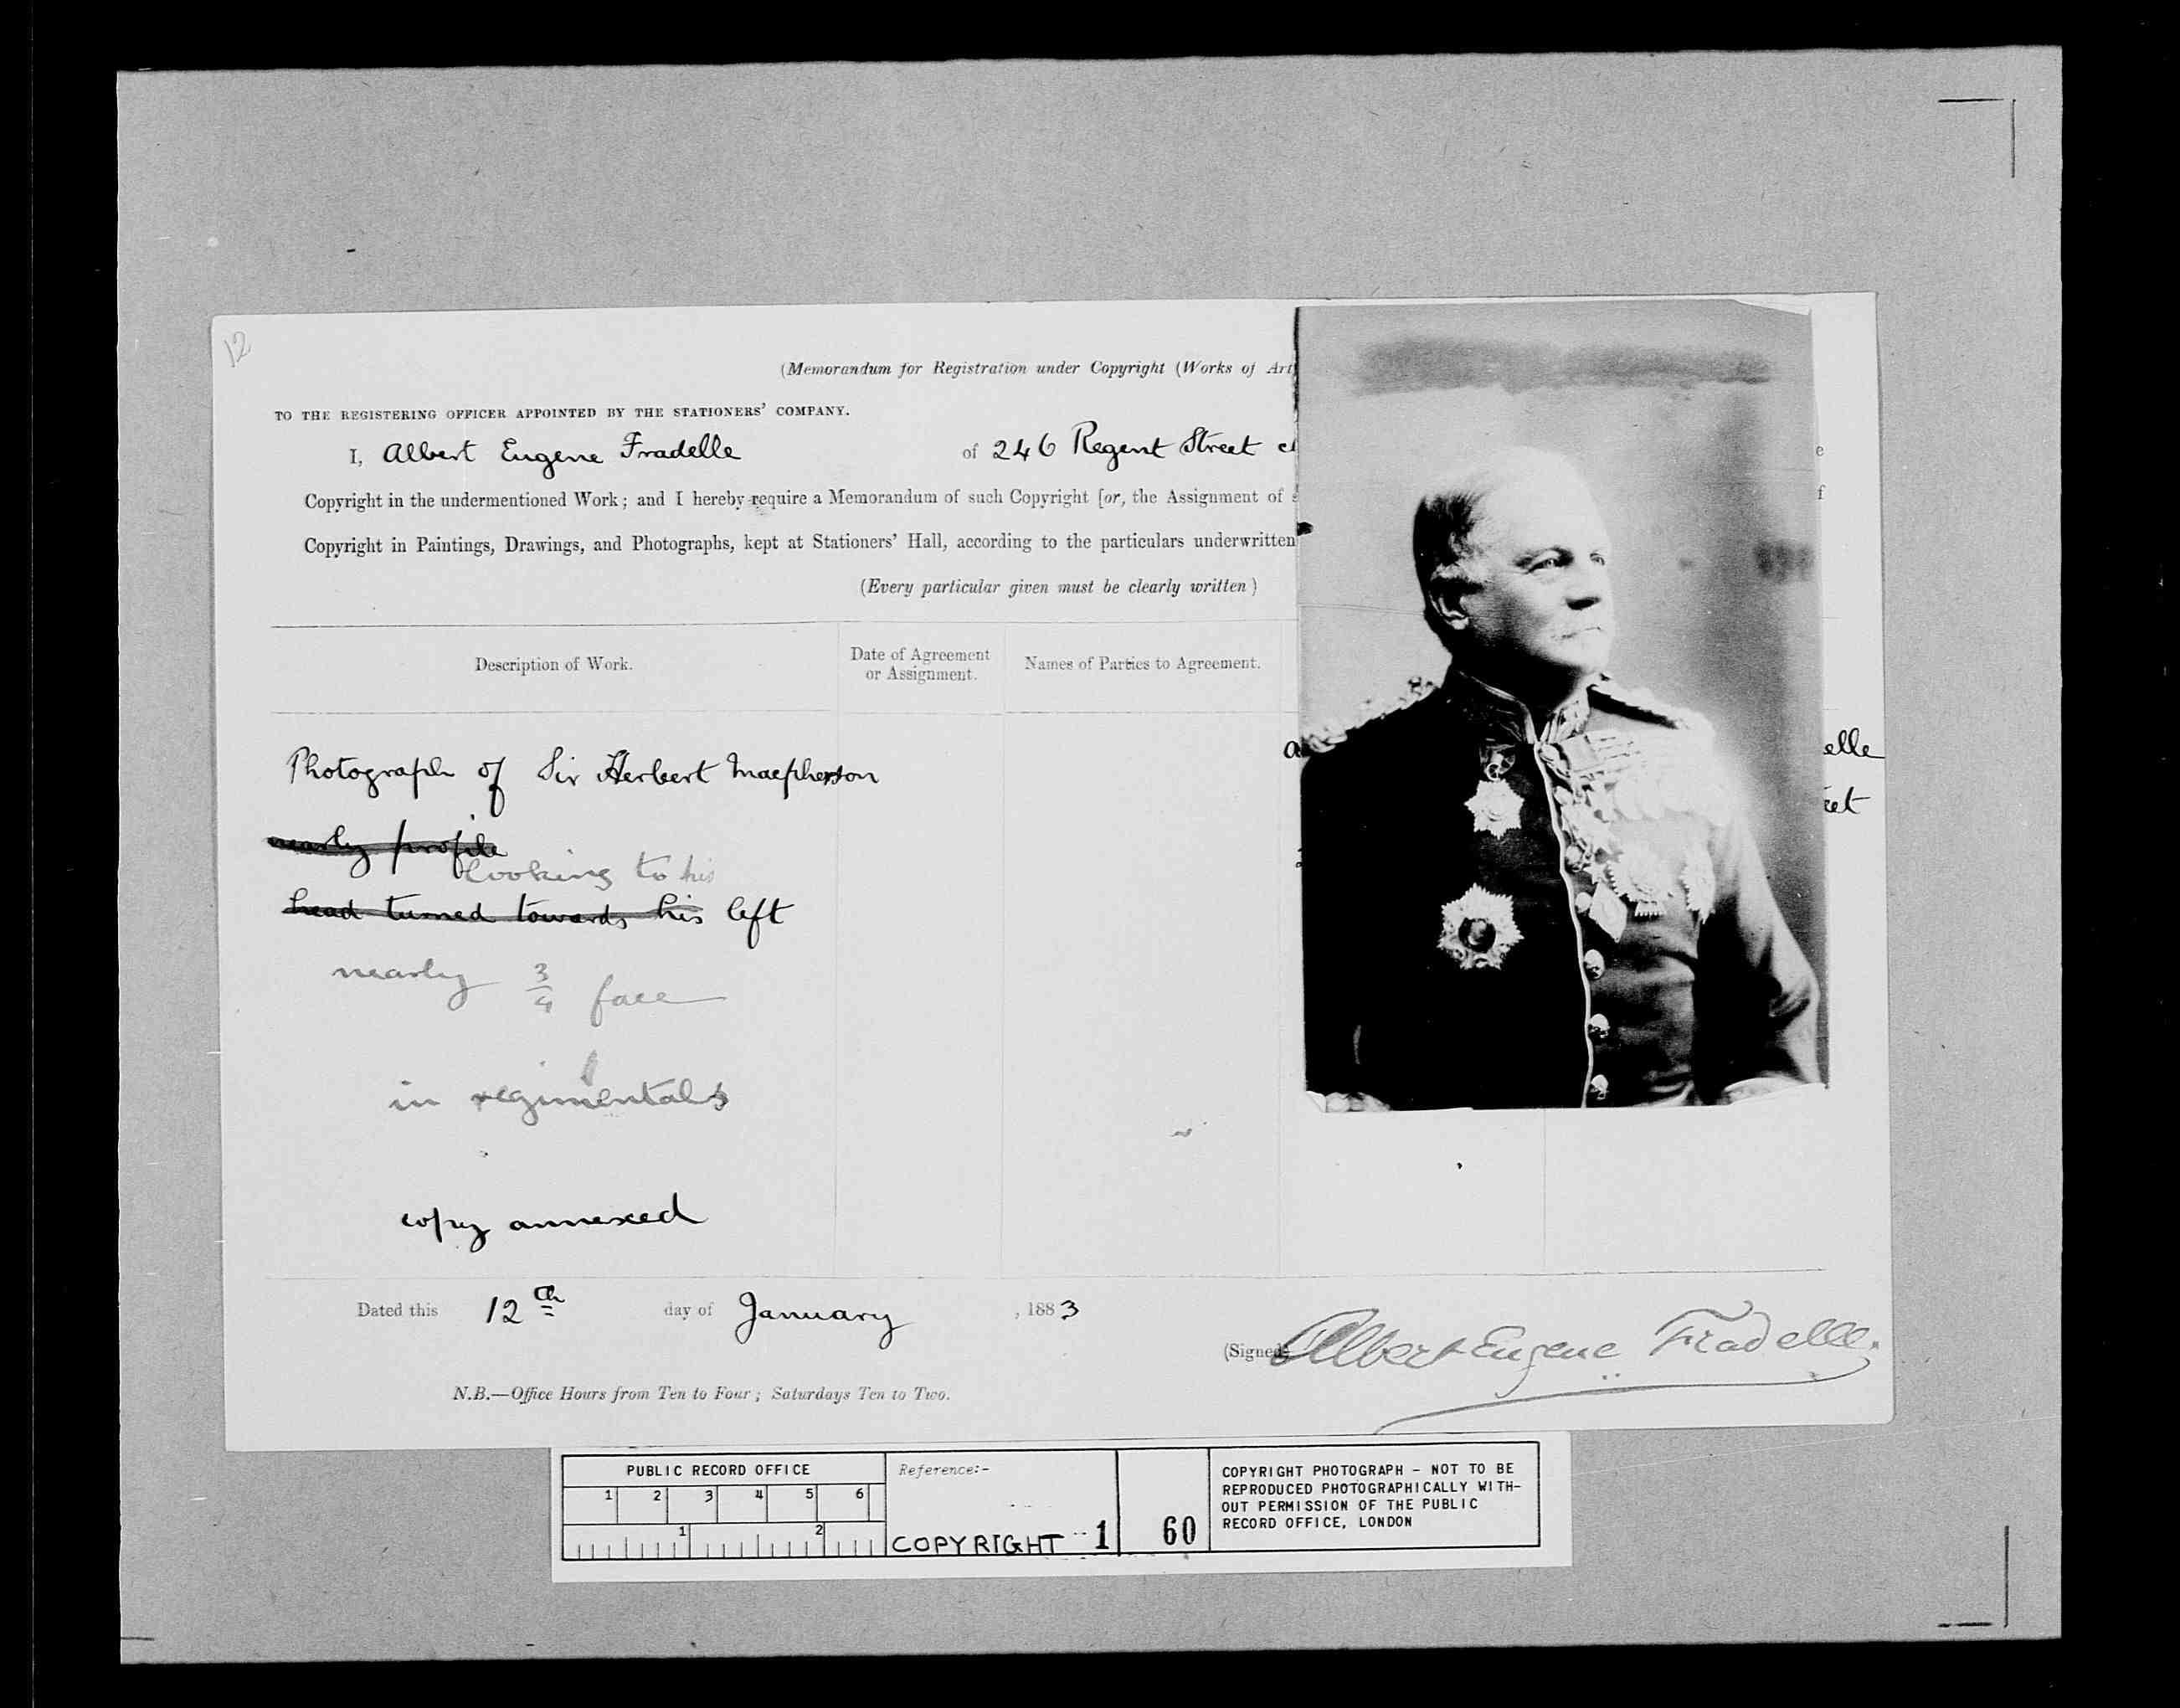 12
(Memorandum for Registration under Copyright (Works of Art
TO THE REGISTERING OFFICER APPOINTED BY THE STATIONERS' COMPANY.
I, Albert Eugene Fradelle of 246 Regent Street
Copyright in the undermentioned Work; and I hereby require a Memorandum of such Copyright [or, the Assignment of
Copyright in Paintings, Drawings, and Photographs, kept at Stationers' Hall, according to the particulars underwritten
(Every particular given must be clearly written)
Description of Work.
Date of Agreement
or Assignment.
Names of Parties to Agreement.
Photograph of Sir Herbert Macpherson
nearly profile
looking to his
head turned towards his left
nearly 3/4 face
in regimentals
copy annexed
elle
Dated this 12th day of January, 1883
(Signed) Albert Eugene Fradelle.
N.B.—Office Hours from Ten to Four; Saturdays Ten to Two.
PUBLIC RECORD OFFICE
1 2 3 4 5 6
1 2
Reference:-
COPYRIGHT 1 60
COPYRIGHT PHOTOGRAPH - NOT TO BE
REPRODUCED PHOTOGRAPHICALLY WITH-
OUT PERMISSION OF THE PUBLIC
RECORD OFFICE, LONDON